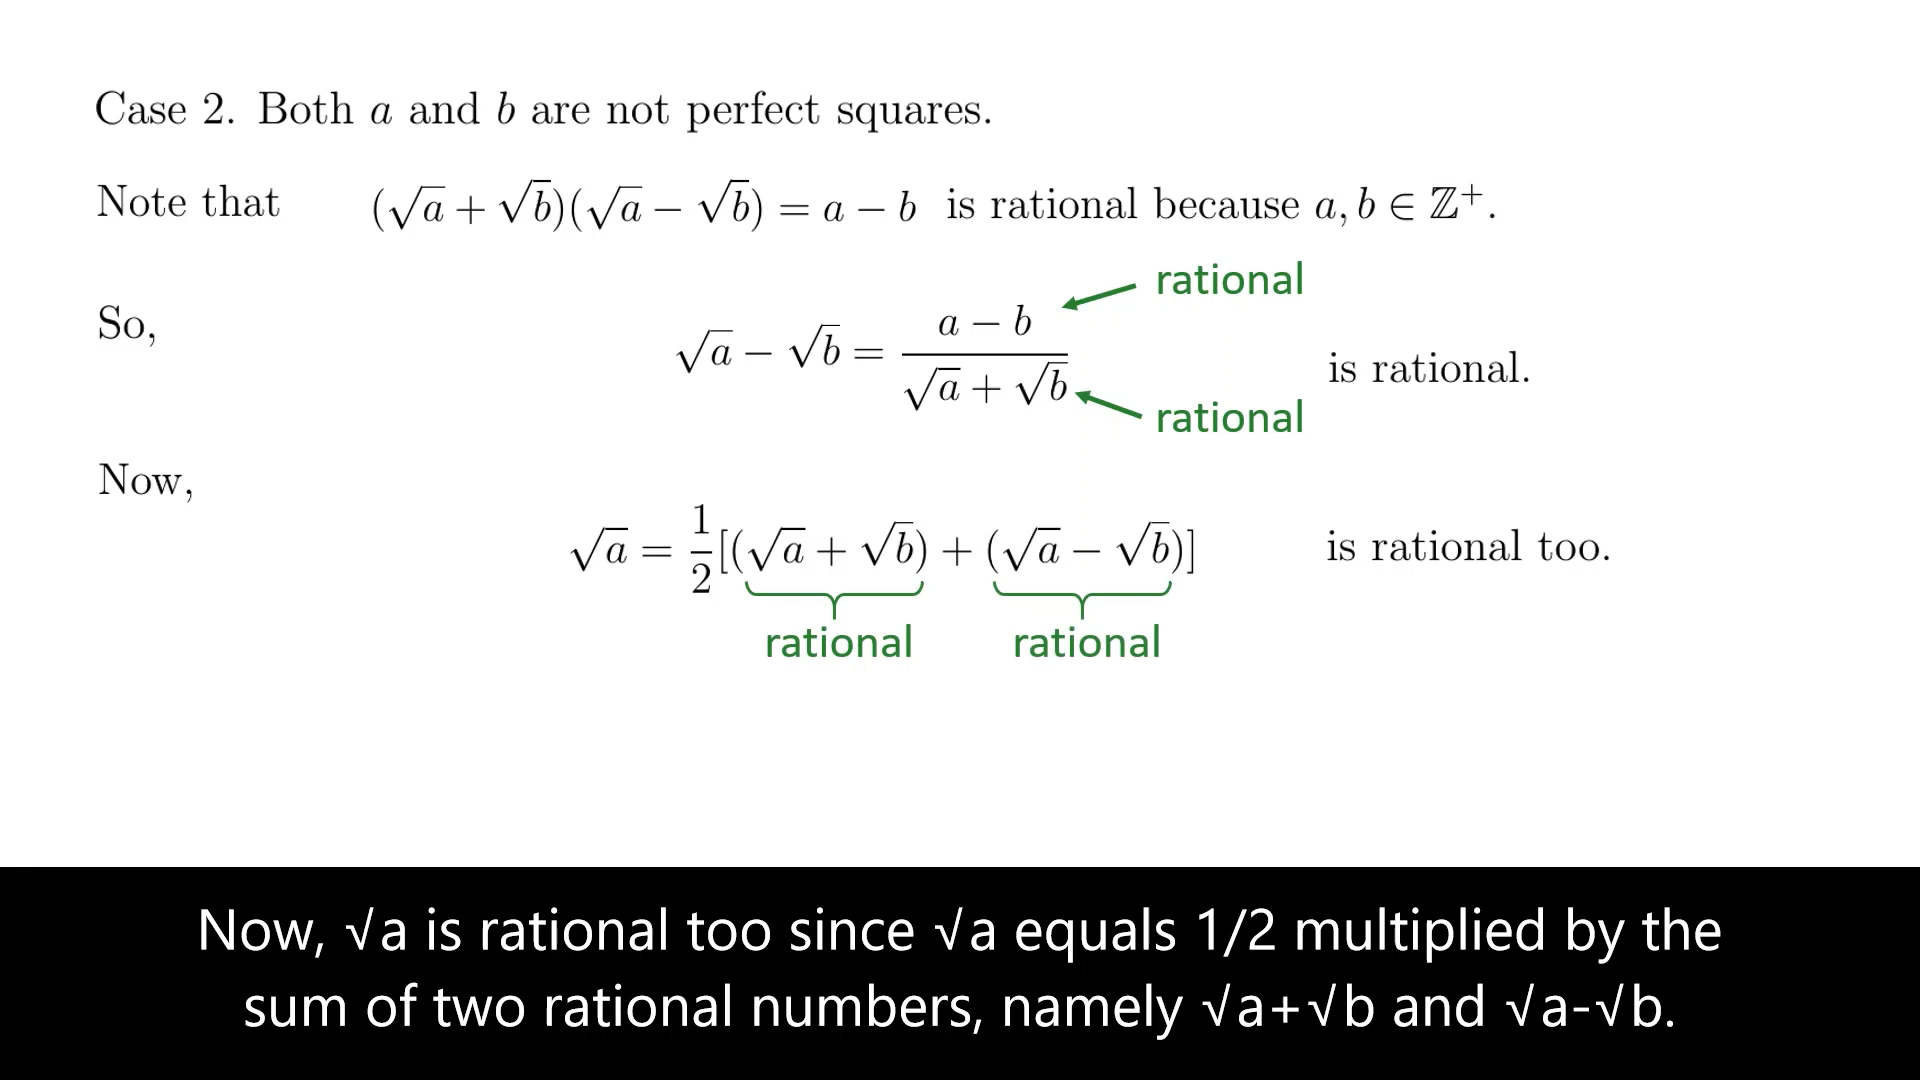 Case 2. Both a and b are not perfect squares.
Note that (√a + √b)(√a − √b) = a − b is rational because a, b ∈ ℤ⁺.
rational
So, √a − √b = (a − b)/(√a + √b) is rational.
rational
Now,
√a = 1/2[(√a + √b) + (√a − √b)] is rational too.
rational rational
Now, √a is rational too since √a equals 1/2 multiplied by the
sum of two rational numbers, namely √a+√b and √a-√b.